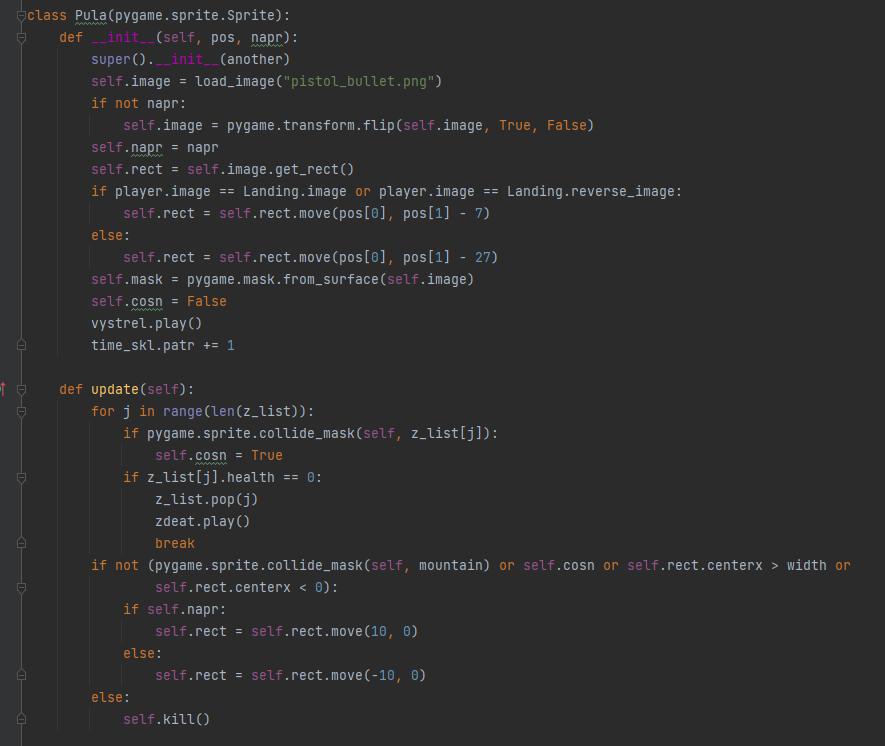 class Pula(pygame.sprite.Sprite):
    def __init__(self, pos, napr):
        super().__init__(another)
        self.image = load_image("pistol_bullet.png")
        if not napr:
            self.image = pygame.transform.flip(self.image, True, False)
        self.napr = napr
        self.rect = self.image.get_rect()
        if player.image == Landing.image or player.image == Landing.reverse_image:
            self.rect = self.rect.move(pos[0], pos[1] - 7)
        else:
            self.rect = self.rect.move(pos[0], pos[1] - 27)
        self.mask = pygame.mask.from_surface(self.image)
        self.cosn = False
        vystrel.play()
        time_skl.patr += 1

    def update(self):
        for j in range(len(z_list)):
            if pygame.sprite.collide_mask(self, z_list[j]):
                self.cosn = True
            if z_list[j].health == 0:
                z_list.pop(j)
                zdeat.play()
                break
        if not (pygame.sprite.collide_mask(self, mountain) or self.cosn or self.rect.centerx > width or
                self.rect.centerx < 0):
            if self.napr:
                self.rect = self.rect.move(10, 0)
            else:
                self.rect = self.rect.move(-10, 0)
        else:
            self.kill()